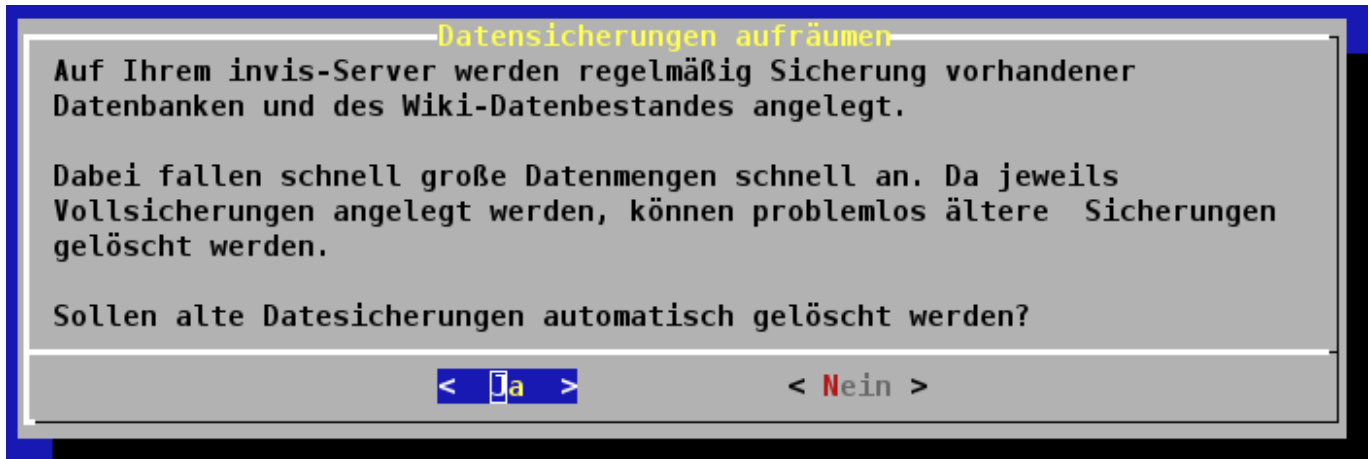 Datensicherungen aufräumen
Auf Ihrem invis-Server werden regelmäßig Sicherung vorhandener
Datenbanken und des Wiki-Datenbestandes angelegt.
Dabei fallen schnell große Datenmengen schnell an. Da jeweils
Vollsicherungen angelegt werden, können problemlos ältere  Sicherungen
gelöscht werden.
Sollen alte Datesicherungen automatisch gelöscht werden?
<  Ja  > < Nein >